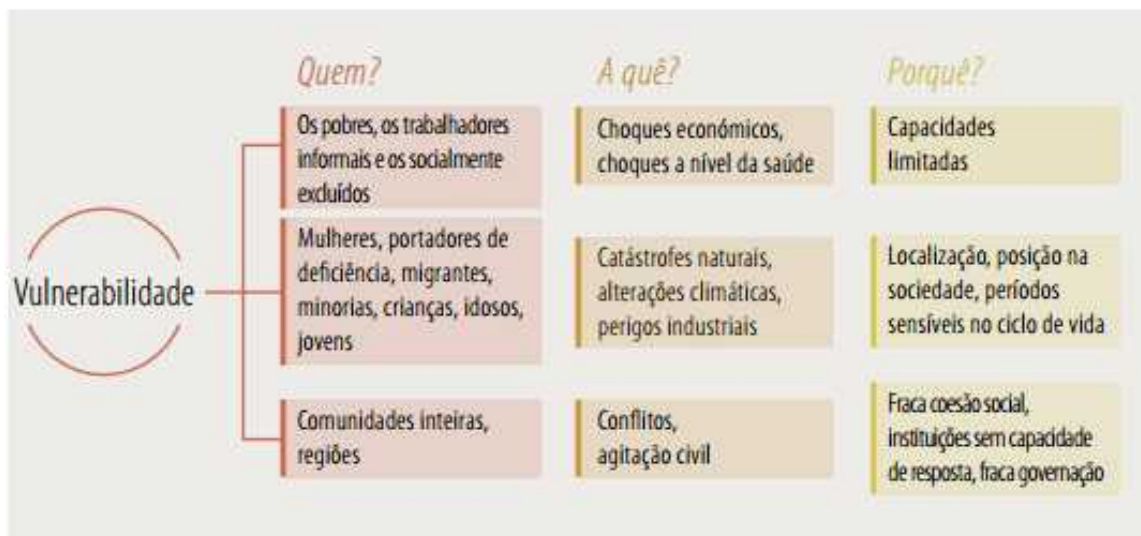 Quem?
A quê?
Porquê?
Os pobres, os trabalhadores
informais e os socialmente
excluídos
Choques económicos,
choques a nível da saúde
Capacidades
limitadas
Vulnerabilidade
Mulheres, portadores de
deficiência, migrantes,
minorias, crianças, idosos,
jovens
Catástrofes naturais,
alterações climáticas,
perigos industriais
Localização, posição na
sociedade, períodos
sensíveis no ciclo de vida
Comunidades inteiras,
regiões
Conflitos,
agitação civil
Fraca coesão social,
instituições sem capacidade
de resposta, fraca governação